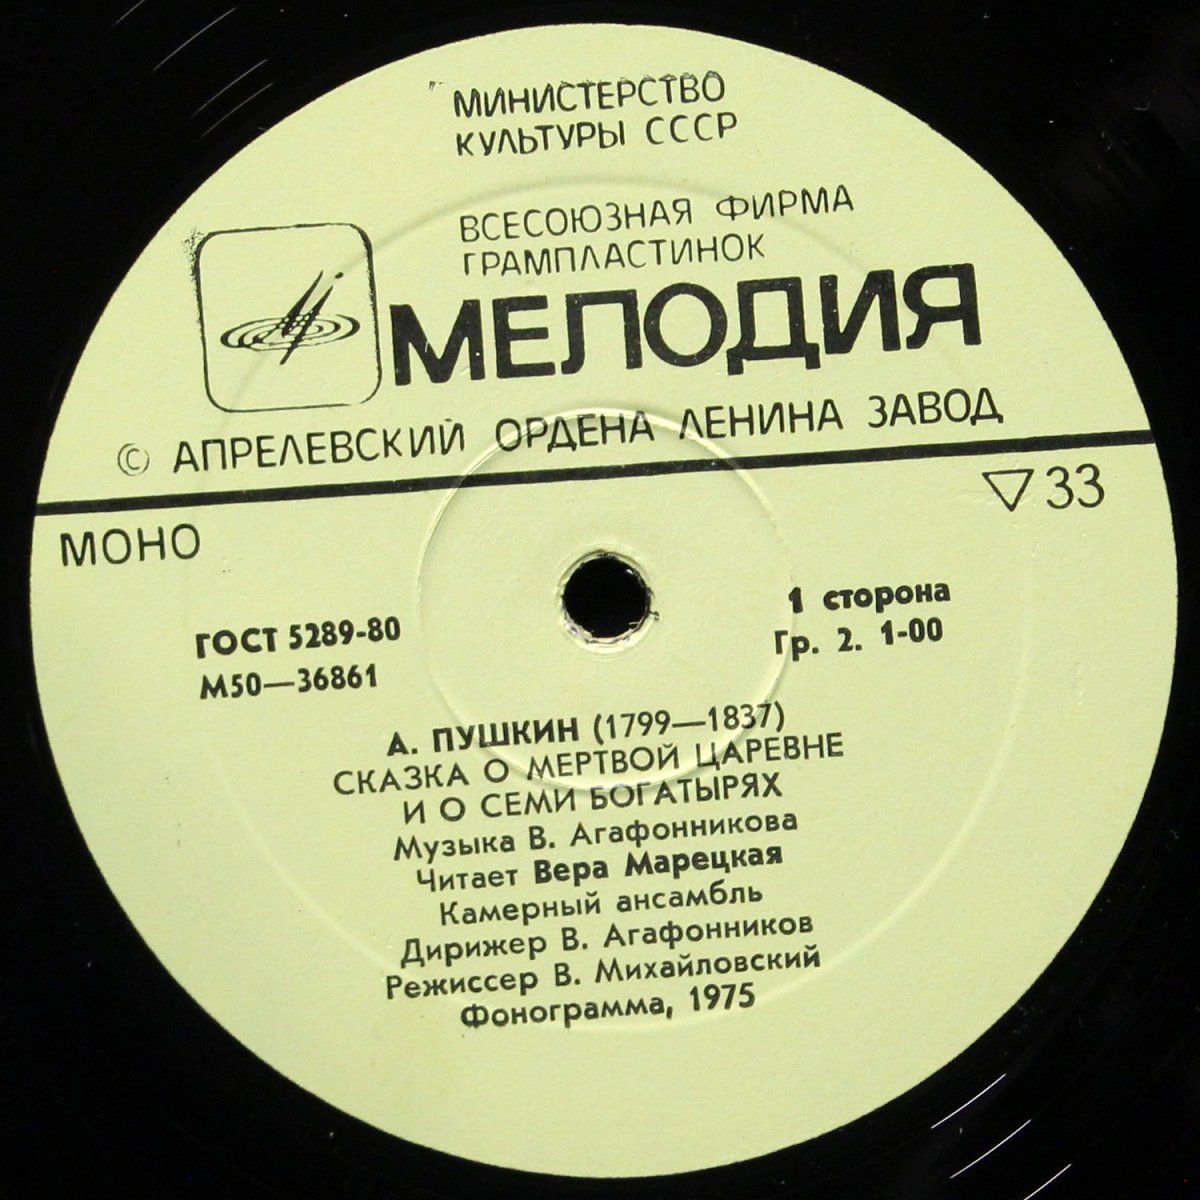 МИНИСТЕРСТВО
КУЛЬТУРЫ СССР
ВСЕСОЮЗНАЯ ФИРМА
ГРАМПЛАСТИНОК
МЕЛОДИЯ
© АПРЕЛЕВСКИЙ ОРДЕНА ЛЕНИНА ЗАВОД
▽ 33
МОНО
ГОСТ 5289-80
М50—36861
1 сторона
Гр. 2. 1-00
А. ПУШКИН (1799—1837)
СКАЗКА О МЕРТВОЙ ЦАРЕВНЕ
И О СЕМИ БОГАТЫРЯХ
Музыка В. Агафонникова
Читает Вера Марецкая
Камерный ансамбль
Дирижер В. Агафонников
Режиссер В. Михайловский
Фонограмма, 1975